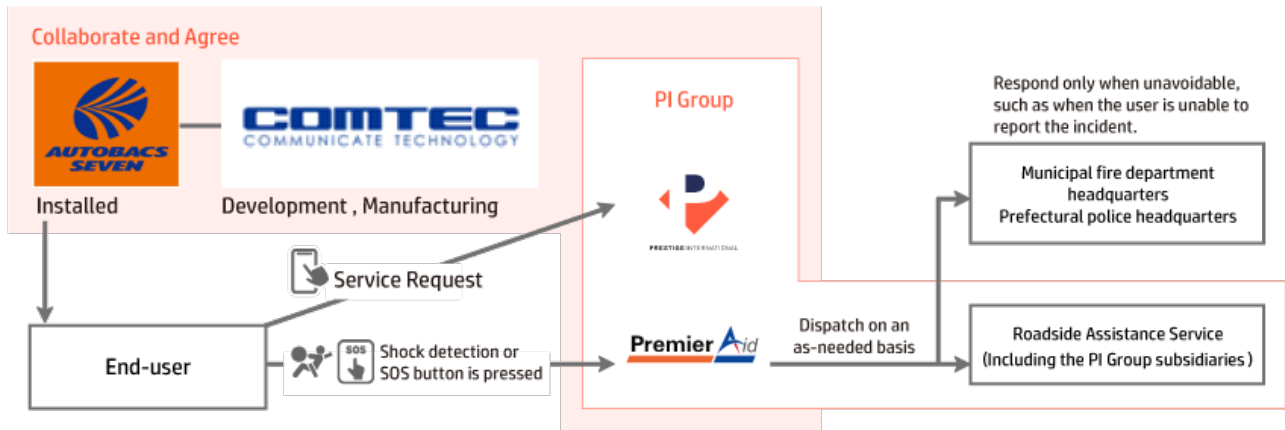 Collaborate and Agree
AUTOBACS
SEVEN
COMTEC
COMMUNICATE TECHNOLOGY
Installed
Development , Manufacturing
PI Group
PRESTIGE INTERNATIONAL
Respond only when unavoidable,
such as when the user is unable to
report the incident.
Municipal fire department
headquarters
Prefectural police headquarters
Service Request
End-user
SOS
Shock detection or
SOS button is pressed
Premier Aid
Dispatch on an
as-needed basis
Roadside Assistance Service
(Including the PI Group subsidiaries)